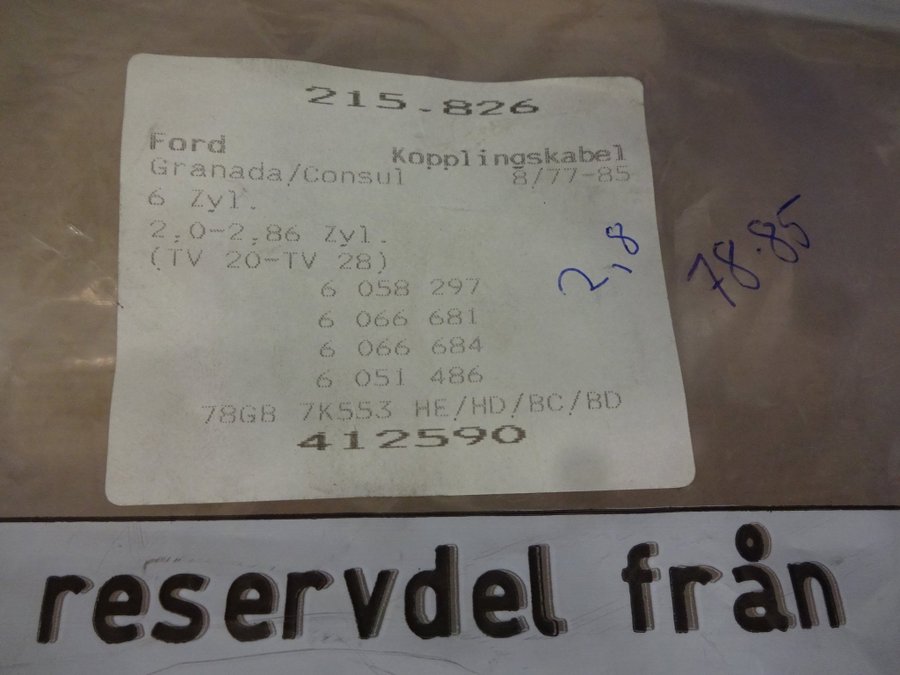 215.826
Ford Kopplingskabel
Granada/Consul 8/77-85
6 Zyl.
2,0-2,86 Zyl.
(TV 20-TV 28)
6 058 297
6 066 681
6 066 684
6 051 486
78GB 7K553 HE/HD/BC/BD
412590
2,8
78.85
reservdel från